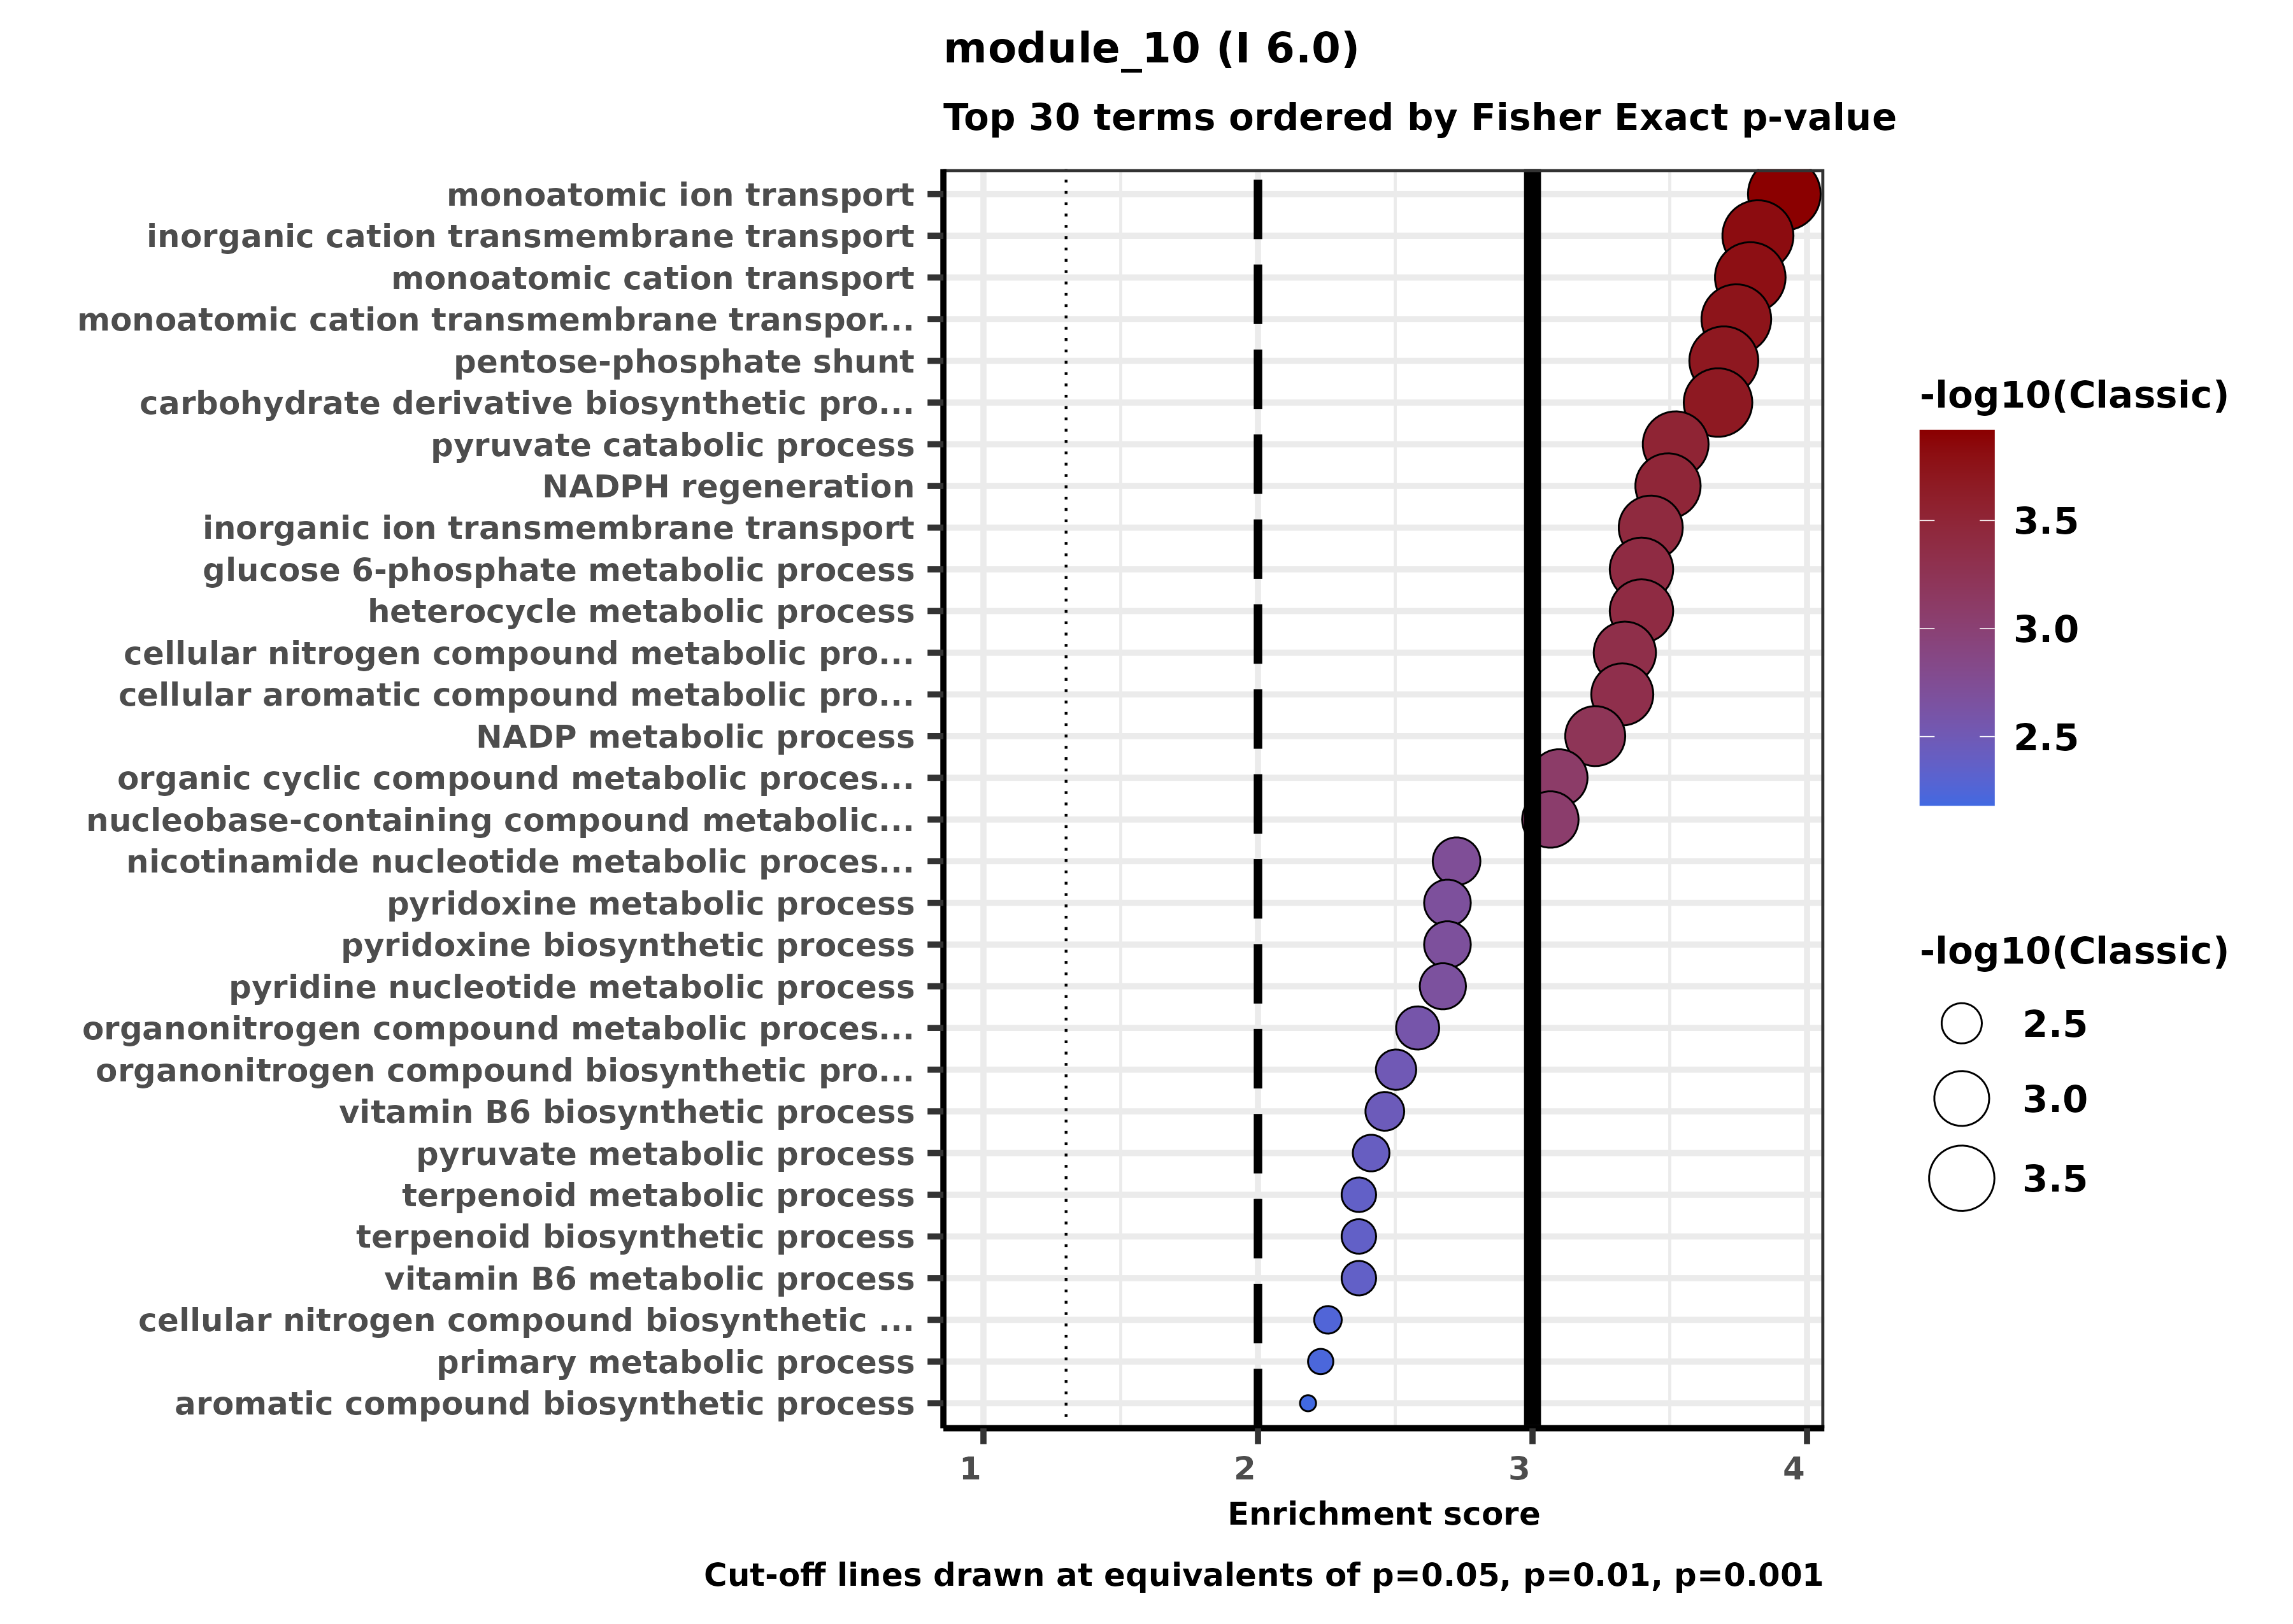 module_10 (I 6.0)
Top 30 terms ordered by Fisher Exact p-value
monoatomic ion transport
inorganic cation transmembrane transport
monoatomic cation transport
monoatomic cation transmembrane transpor...
pentose-phosphate shunt
carbohydrate derivative biosynthetic pro...
pyruvate catabolic process
NADPH regeneration
inorganic ion transmembrane transport
glucose 6-phosphate metabolic process
heterocycle metabolic process
cellular nitrogen compound metabolic pro...
cellular aromatic compound metabolic pro...
NADP metabolic process
organic cyclic compound metabolic proces...
nucleobase-containing compound metabolic...
nicotinamide nucleotide metabolic proces...
pyridoxine metabolic process
pyridoxine biosynthetic process
pyridine nucleotide metabolic process
organonitrogen compound metabolic proces...
organonitrogen compound biosynthetic pro...
vitamin B6 biosynthetic process
pyruvate metabolic process
terpenoid metabolic process
terpenoid biosynthetic process
vitamin B6 metabolic process
cellular nitrogen compound biosynthetic ...
primary metabolic process
aromatic compound biosynthetic process
1 2 3 4
Enrichment score
Cut-off lines drawn at equivalents of p=0.05, p=0.01, p=0.001
-log10(Classic)
3.5
3.0
2.5
-log10(Classic)
2.5
3.0
3.5